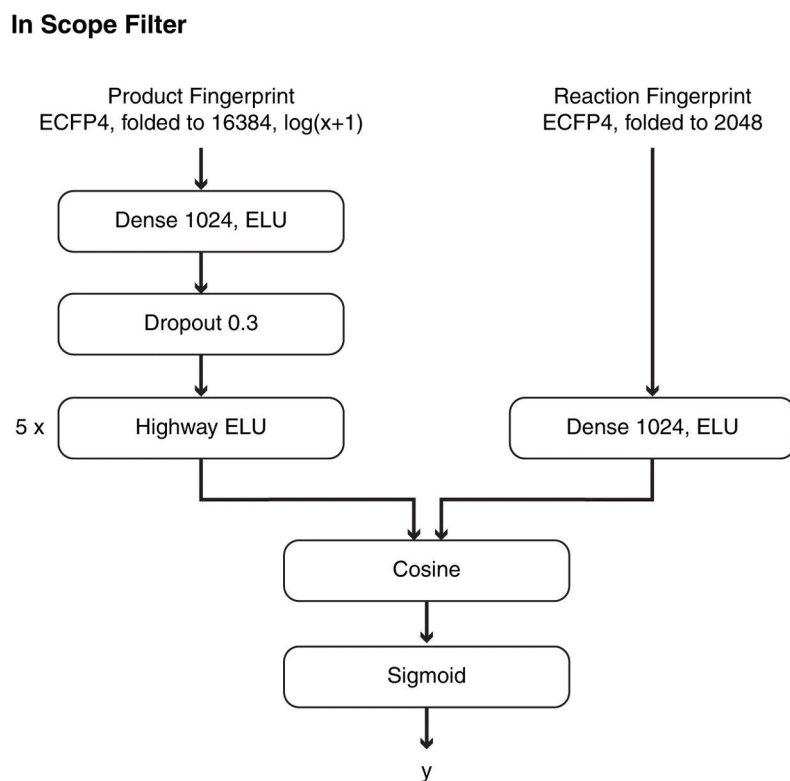 In Scope Filter
Product Fingerprint
ECFP4, folded to 16384, log(x+1)
Reaction Fingerprint
ECFP4, folded to 2048
Dense 1024, ELU
Dropout 0.3
5 x
Highway ELU
Dense 1024, ELU
Cosine
Sigmoid
y